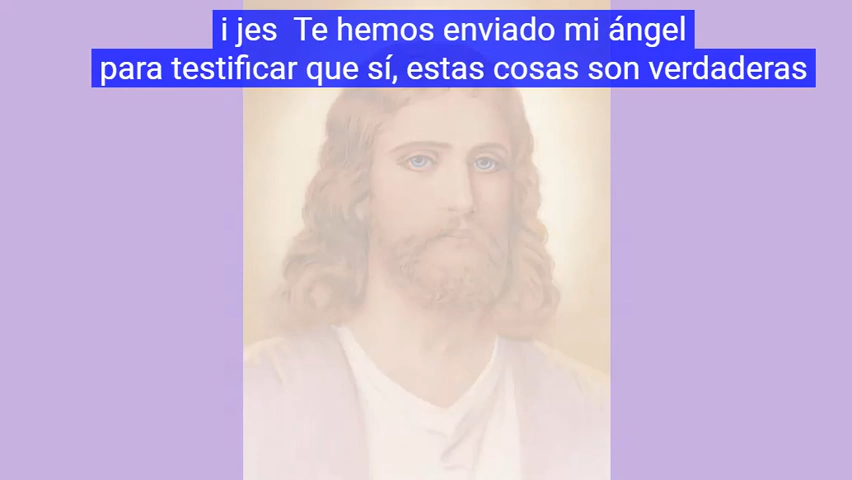 i jes  Te hemos enviado mi ángel
para testificar que sí, estas cosas son verdaderas